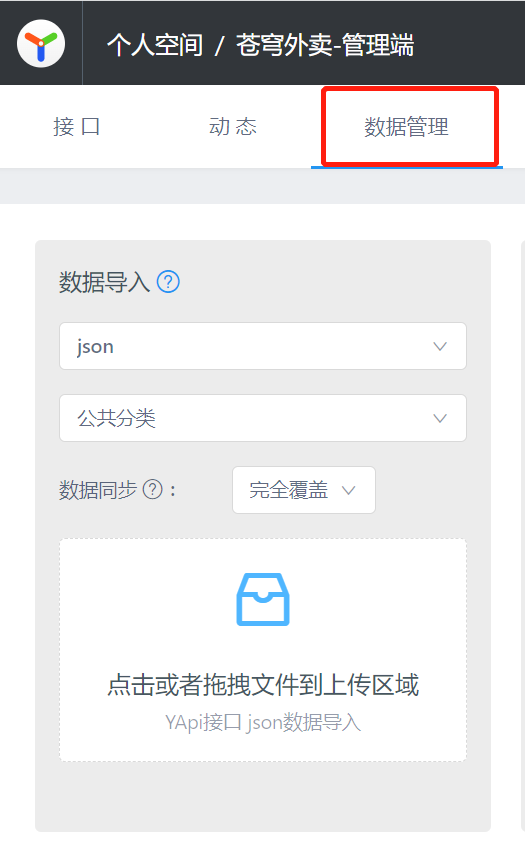 个人空间 / 苍穹外卖-管理端
接 口 动 态 数据管理
数据导入 ?
json
公共分类
数据同步 ? : 完全覆盖
点击或者拖拽文件到上传区域
YApi接口 json数据导入